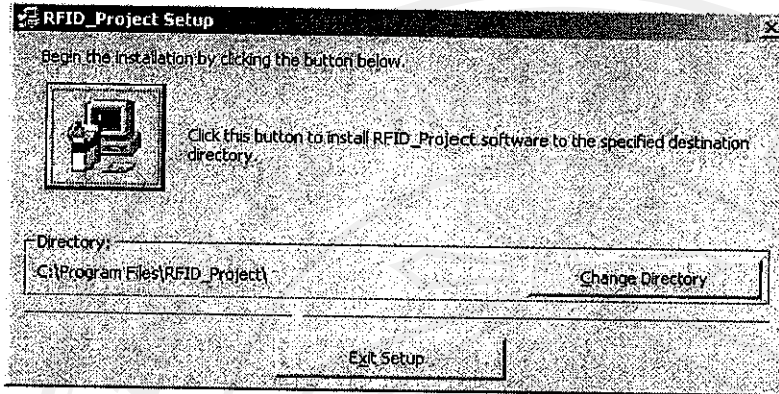 RFID_Project Setup
Begin the installation by clicking the button below.
Click this button to install RFID_Project software to the specified destination
directory.
Directory:
C:\Program Files\RFID_Project\
Change Directory
Exit Setup